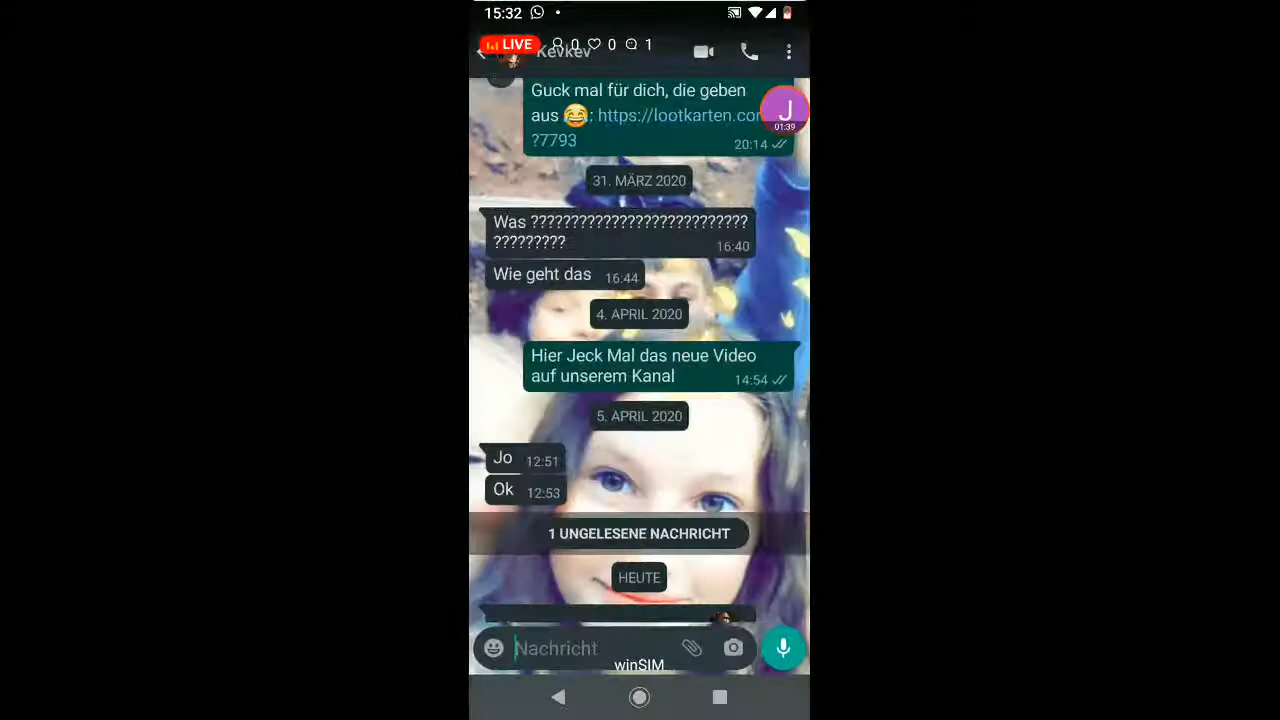 15:32
LIVE 0 0 1
Kevkev
Guck mal für dich, die geben
aus 😂; https://lootkarten.co
?7793
20:14
J
01:39
31. MÄRZ 2020
Was ???????????????????????????
?????????
16:40
Wie geht das 16:44
4. APRIL 2020
Hier Jeck Mal das neue Video
auf unserem Kanal
14:54
5. APRIL 2020
Jo 12:51
Ok 12:53
1 UNGELESENE NACHRICHT
HEUTE
Nachricht
winSIM